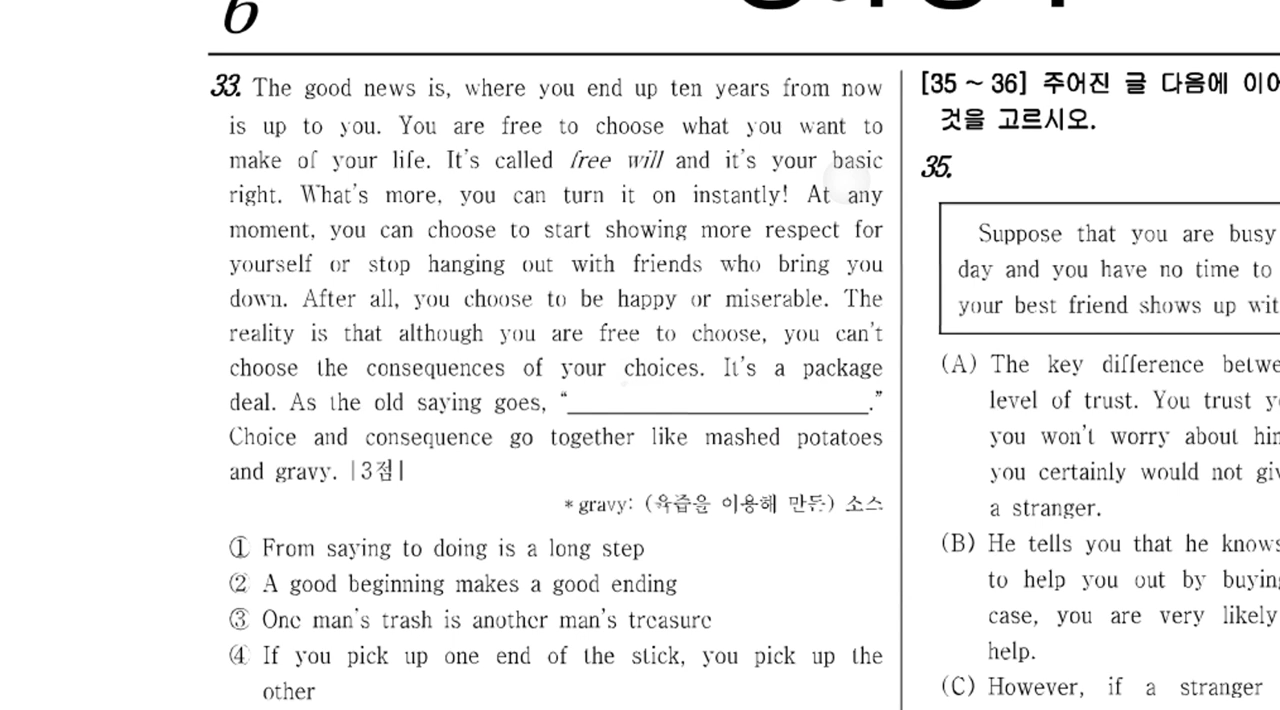 6
33. The good news is, where you end up ten years from now
is up to you. You are free to choose what you want to
make of your life. It's called free will and it's your basic
right. What's more, you can turn it on instantly! At any
moment, you can choose to start showing more respect for
yourself or stop hanging out with friends who bring you
down. After all, you choose to be happy or miserable. The
reality is that although you are free to choose, you can't
choose the consequences of your choices. It's a package
deal. As the old saying goes, "____________________."
Choice and consequence go together like mashed potatoes
and gravy. [3점]
* gravy: (육즙을 이용해 만든) 소스
① From saying to doing is a long step
② A good beginning makes a good ending
③ One man's trash is another man's treasure
④ If you pick up one end of the stick, you pick up the
other
[35 ~ 36] 주어진 글 다음에 이어
것을 고르시오.
35.
Suppose that you are busy
day and you have no time to
your best friend shows up wit
(A) The key difference betwe
level of trust. You trust y
you won't worry about hi
you certainly would not gi
a stranger.
(B) He tells you that he knows
to help you out by buying
case, you are very likely
help.
(C) However, if a stranger